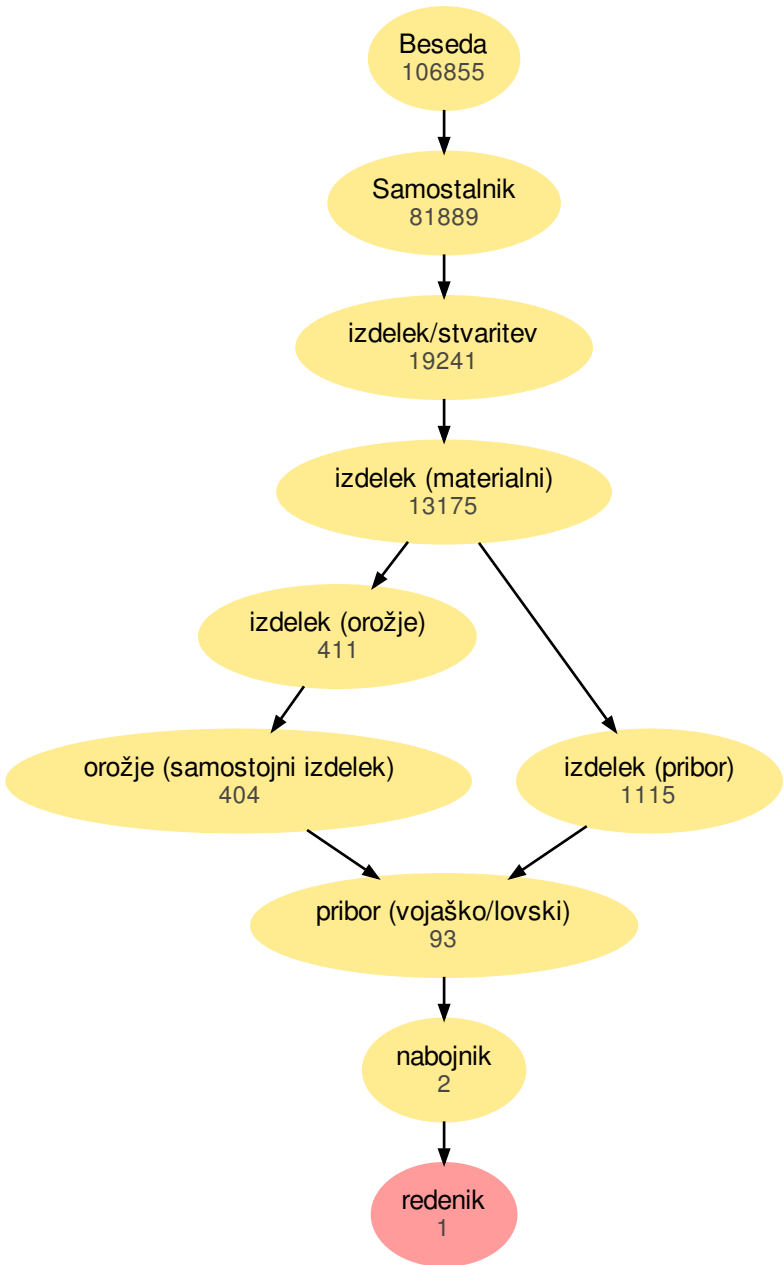 Beseda
106855
Samostalnik
81889
izdelek/stvaritev
19241
izdelek (materialni)
13175
izdelek (orožje)
411
orožje (samostojni izdelek)
404
izdelek (pribor)
1115
pribor (vojaško/lovski)
93
nabojnik
2
redenik
1